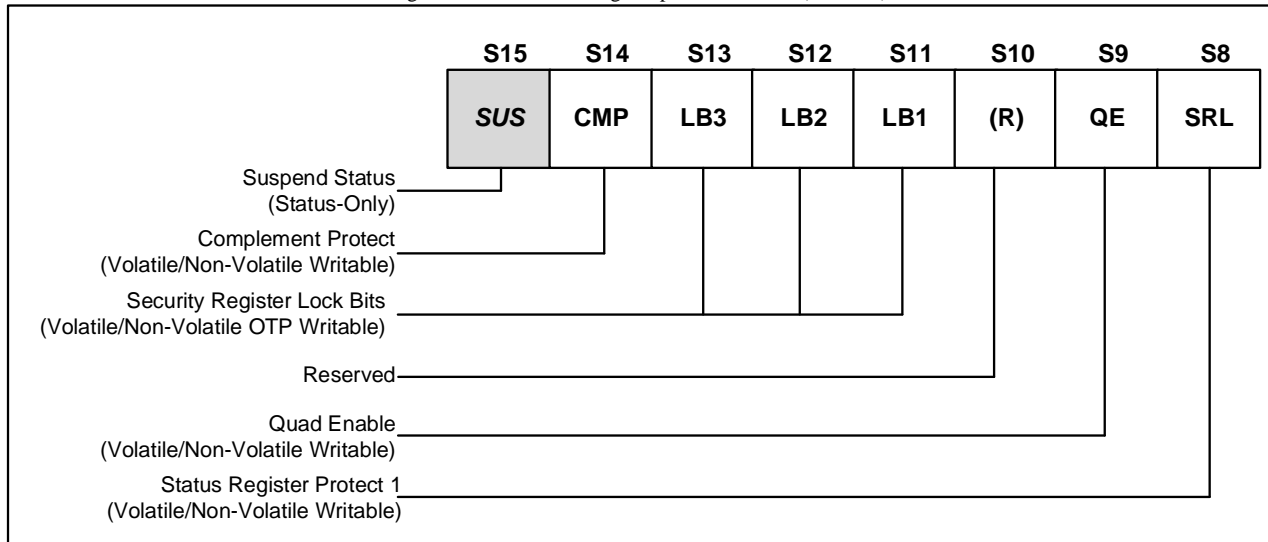 S15 S14 S13 S12 S11 S10 S9 S8
SUS CMP LB3 LB2 LB1 (R) QE SRL
Suspend Status
(Status-Only)
Complement Protect
(Volatile/Non-Volatile Writable)
Security Register Lock Bits
(Volatile/Non-Volatile OTP Writable)
Reserved
Quad Enable
(Volatile/Non-Volatile Writable)
Status Register Protect 1
(Volatile/Non-Volatile Writable)